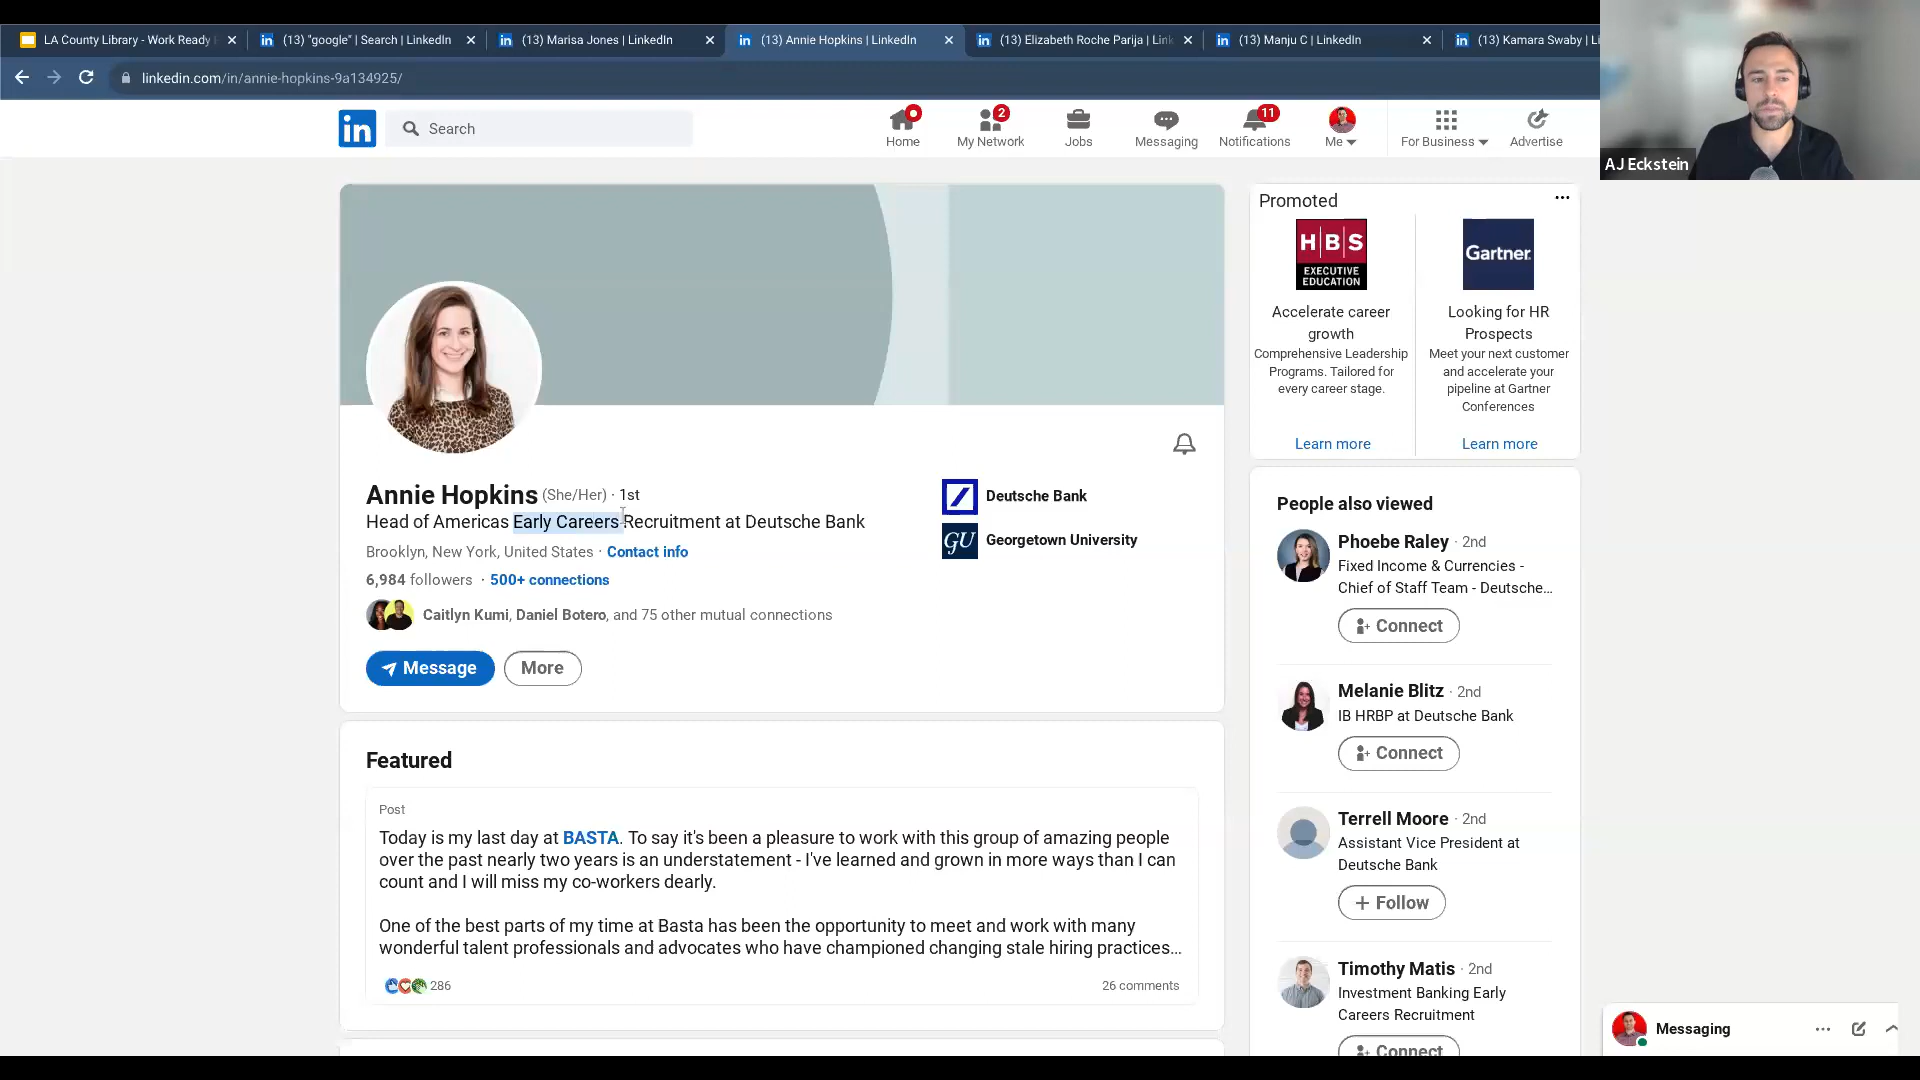 LA County Library - Work Ready
(13) "google" | Search | LinkedIn
(13) Marisa Jones | LinkedIn
(13) Annie Hopkins | LinkedIn
(13) Elizabeth Roche Parija | Link
(13) Manju C | LinkedIn
(13) Kamara Swaby | Li
linkedin.com/in/annie-hopkins-9a134925/
AJ Eckstein
in
Search
Home
2
My Network
Jobs
Messaging
11
Notifications
Me
For Business
Advertise
Annie Hopkins (She/Her) · 1st
Head of Americas Early Careers Recruitment at Deutsche Bank
Brooklyn, New York, United States · Contact info
6,984 followers · 500+ connections
Caitlyn Kumi, Daniel Botero, and 75 other mutual connections
Message
More
Deutsche Bank
GU Georgetown University
Featured
Post
Today is my last day at BASTA. To say it's been a pleasure to work with this group of amazing people
over the past nearly two years is an understatement - I've learned and grown in more ways than I can
count and I will miss my co-workers dearly.
One of the best parts of my time at Basta has been the opportunity to meet and work with many
wonderful talent professionals and advocates who have championed changing stale hiring practices...
286
26 comments
Promoted
HBS
EXECUTIVE
EDUCATION
Accelerate career
growth
Comprehensive Leadership
Programs. Tailored for
every career stage.
Learn more
Gartner
Looking for HR
Prospects
Meet your next customer
and accelerate your
pipeline at Gartner
Conferences
Learn more
People also viewed
Phoebe Raley · 2nd
Fixed Income & Currencies -
Chief of Staff Team - Deutsche...
Connect
Melanie Blitz · 2nd
IB HRBP at Deutsche Bank
Connect
Terrell Moore · 2nd
Assistant Vice President at
Deutsche Bank
+ Follow
Timothy Matis · 2nd
Investment Banking Early
Careers Recruitment
Connect
Messaging